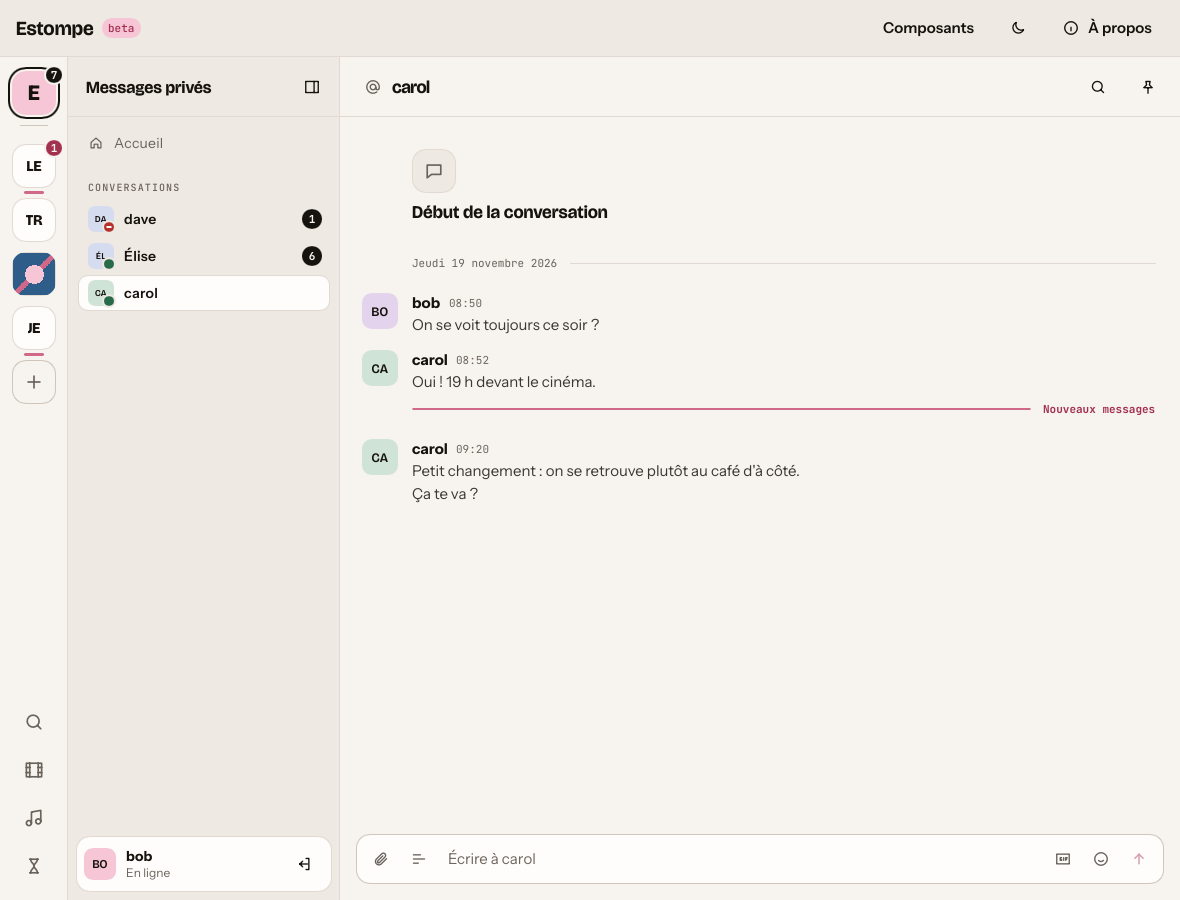 Estompe beta
Composants
À propos
E
7
LE
1
TR
JE
Messages privés
Accueil
CONVERSATIONS
DA dave 1
ÉL Élise 6
CA carol
BO bob
En ligne
carol
Début de la conversation
Jeudi 19 novembre 2026
BO bob 08:50
On se voit toujours ce soir ?
CA carol 08:52
Oui ! 19 h devant le cinéma.
Nouveaux messages
CA carol 09:20
Petit changement : on se retrouve plutôt au café d'à côté.
Ça te va ?
Écrire à carol
GIF